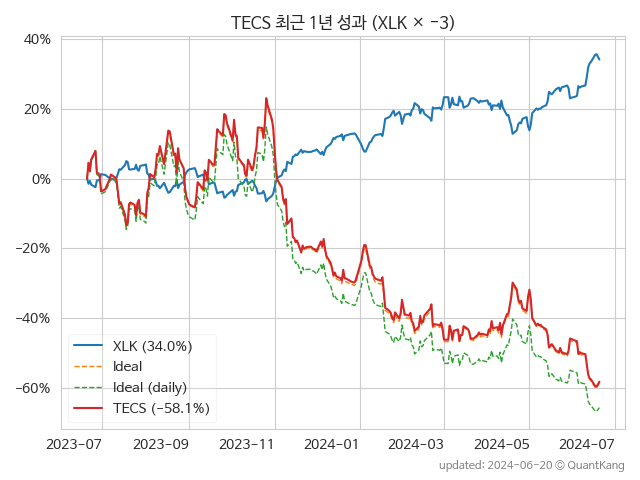 TECS 최근 1년 성과 (XLK × −3)
40%
20%
0%
−20%
−40%
−60%
XLK (34.0%)
Ideal
Ideal (daily)
TECS (−58.1%)
2023-07 2023-09 2023-11 2024-01 2024-03 2024-05 2024-07
updated: 2024-06-20 © QuantKang